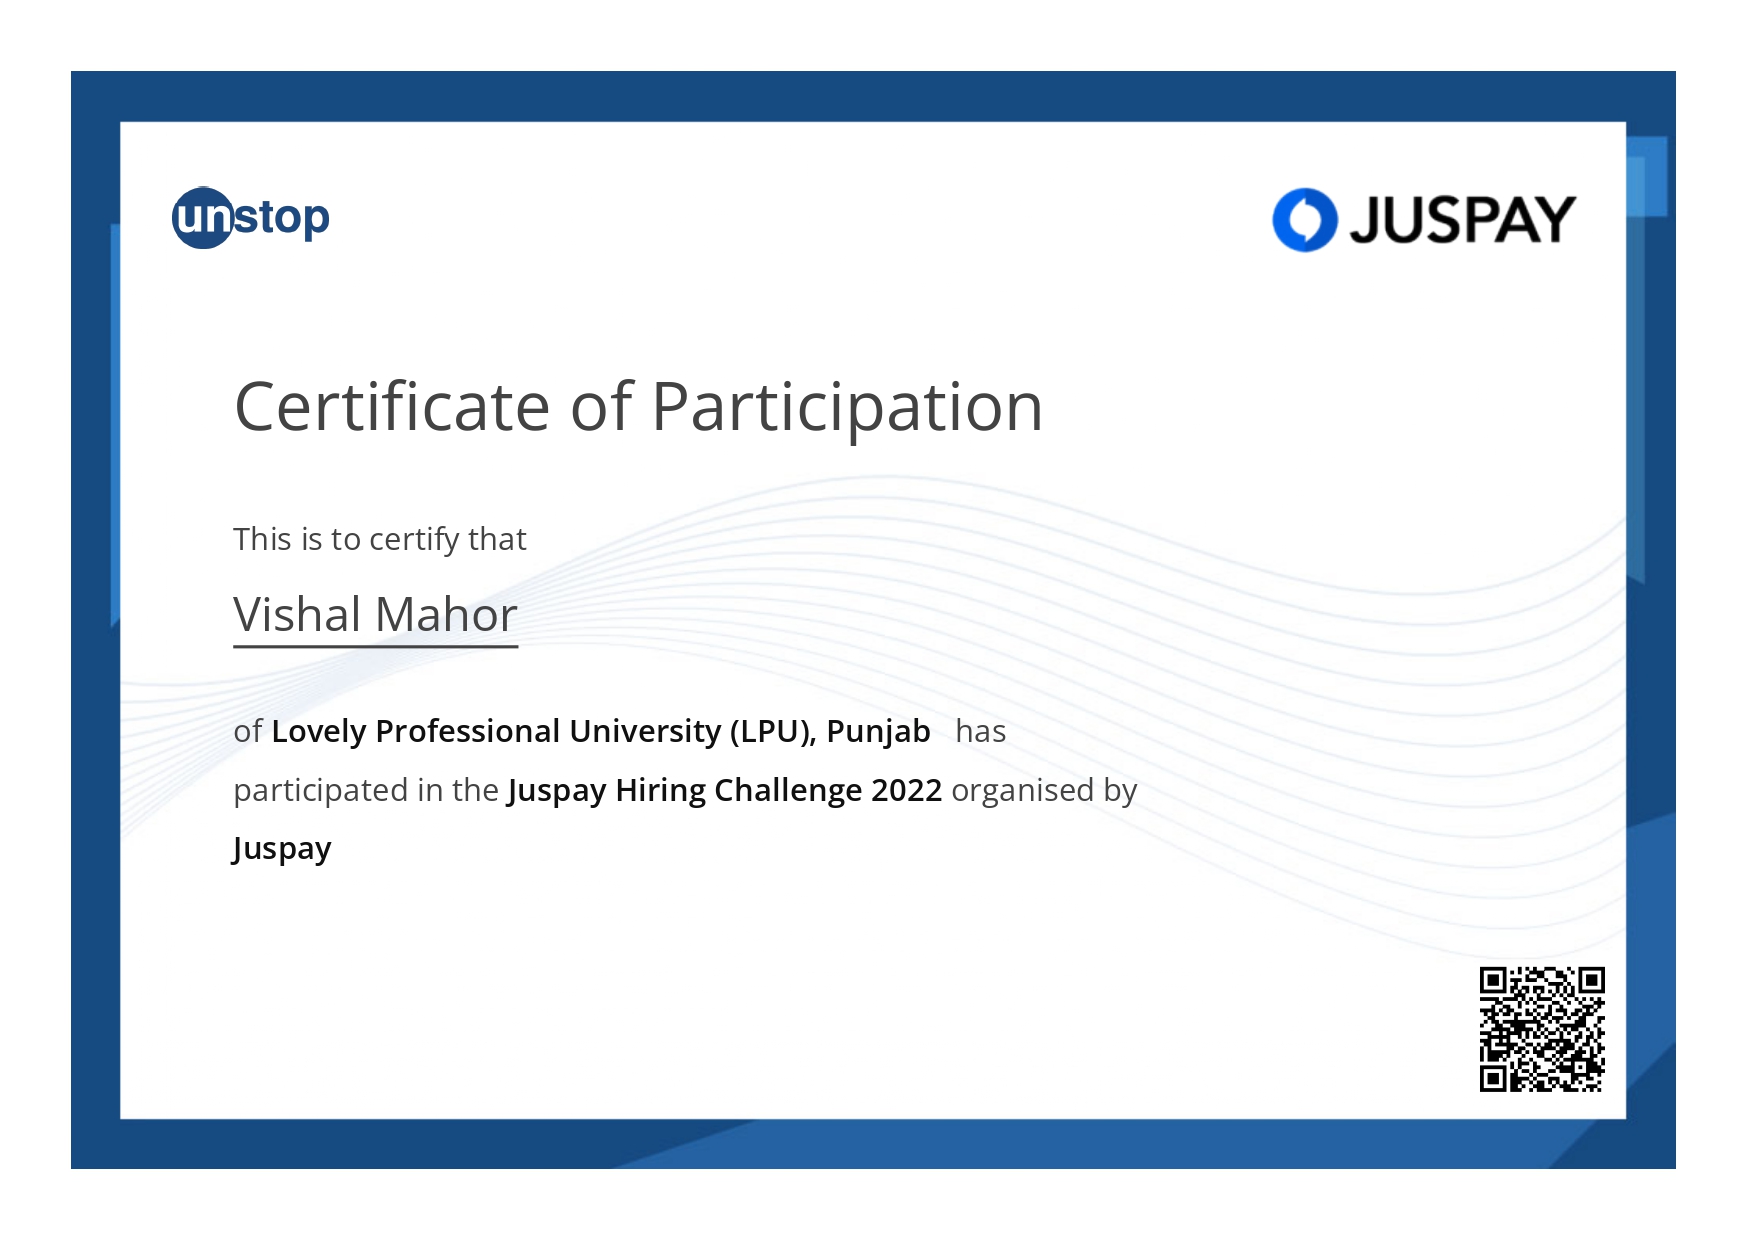 unstop
JUSPAY
Certificate of Participation
This is to certify that
Vishal Mahor
of Lovely Professional University (LPU), Punjab has
participated in the Juspay Hiring Challenge 2022 organised by
Juspay